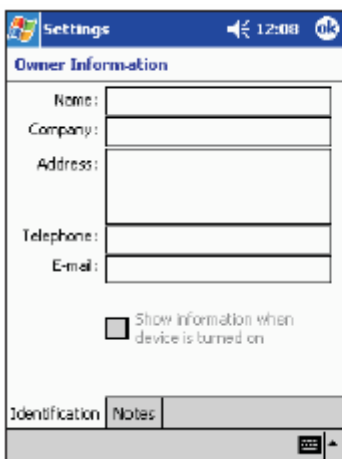 Settings 12:08 ok
Owner Information
Name:
Company:
Address:
Telephone:
E-mail:
Show information when
device is turned on
Identification Notes